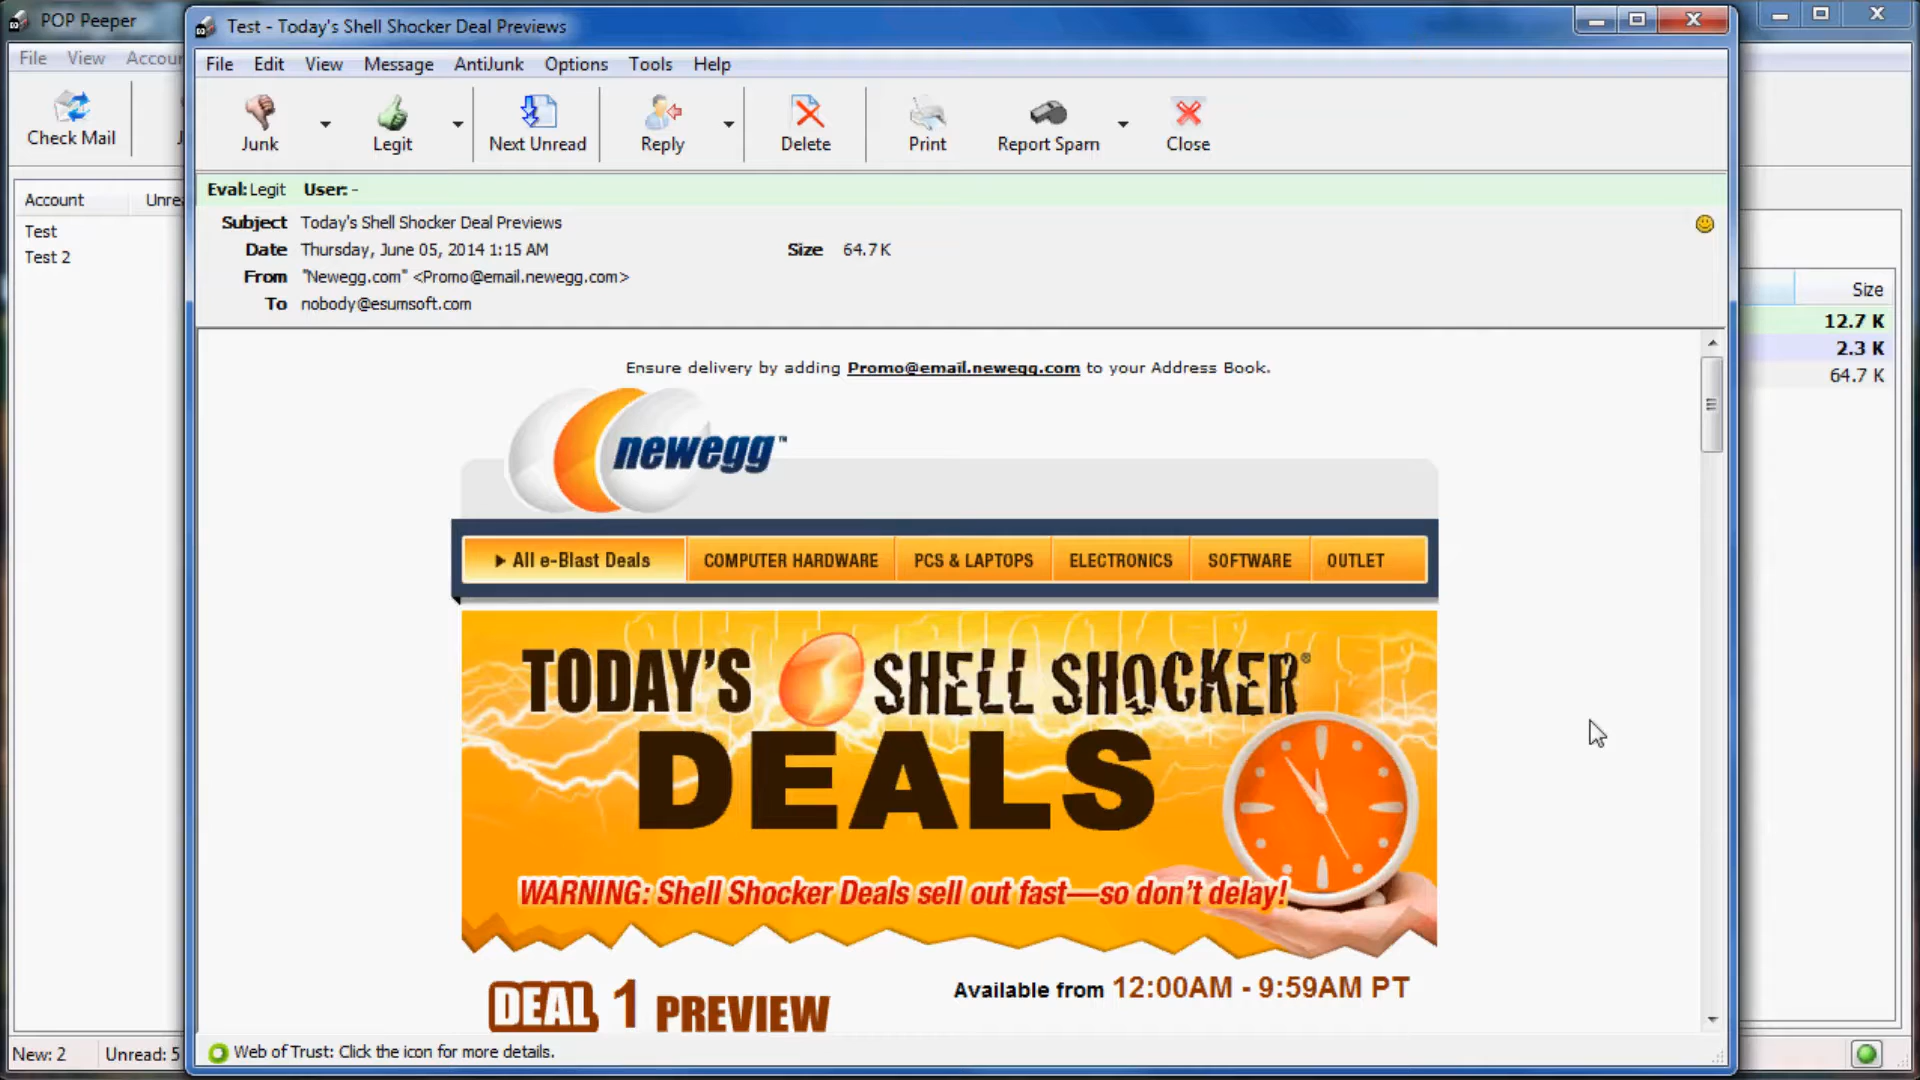 POP Peeper
File View Accou
Check Mail
Account Unre
Test
Test 2
New: 2 Unread: 5
Test - Today's Shell Shocker Deal Previews
File Edit View Message AntiJunk Options Tools Help
Junk Legit Next Unread Reply Delete Print Report Spam Close
Eval: Legit User: -
Subject Today's Shell Shocker Deal Previews
Date Thursday, June 05, 2014 1:15 AM Size 64.7 K
From "Newegg.com" <Promo@email.newegg.com>
To nobody@esumsoft.com
Ensure delivery by adding Promo@email.newegg.com to your Address Book.
newegg™
All e-Blast Deals COMPUTER HARDWARE PCS & LAPTOPS ELECTRONICS SOFTWARE OUTLET
TODAY'S SHELL SHOCKER®
DEALS
WARNING: Shell Shocker Deals sell out fast—so don't delay!
DEAL 1 PREVIEW Available from 12:00AM - 9:59AM PT
Web of Trust: Click the icon for more details.
Size
12.7 K
2.3 K
64.7 K